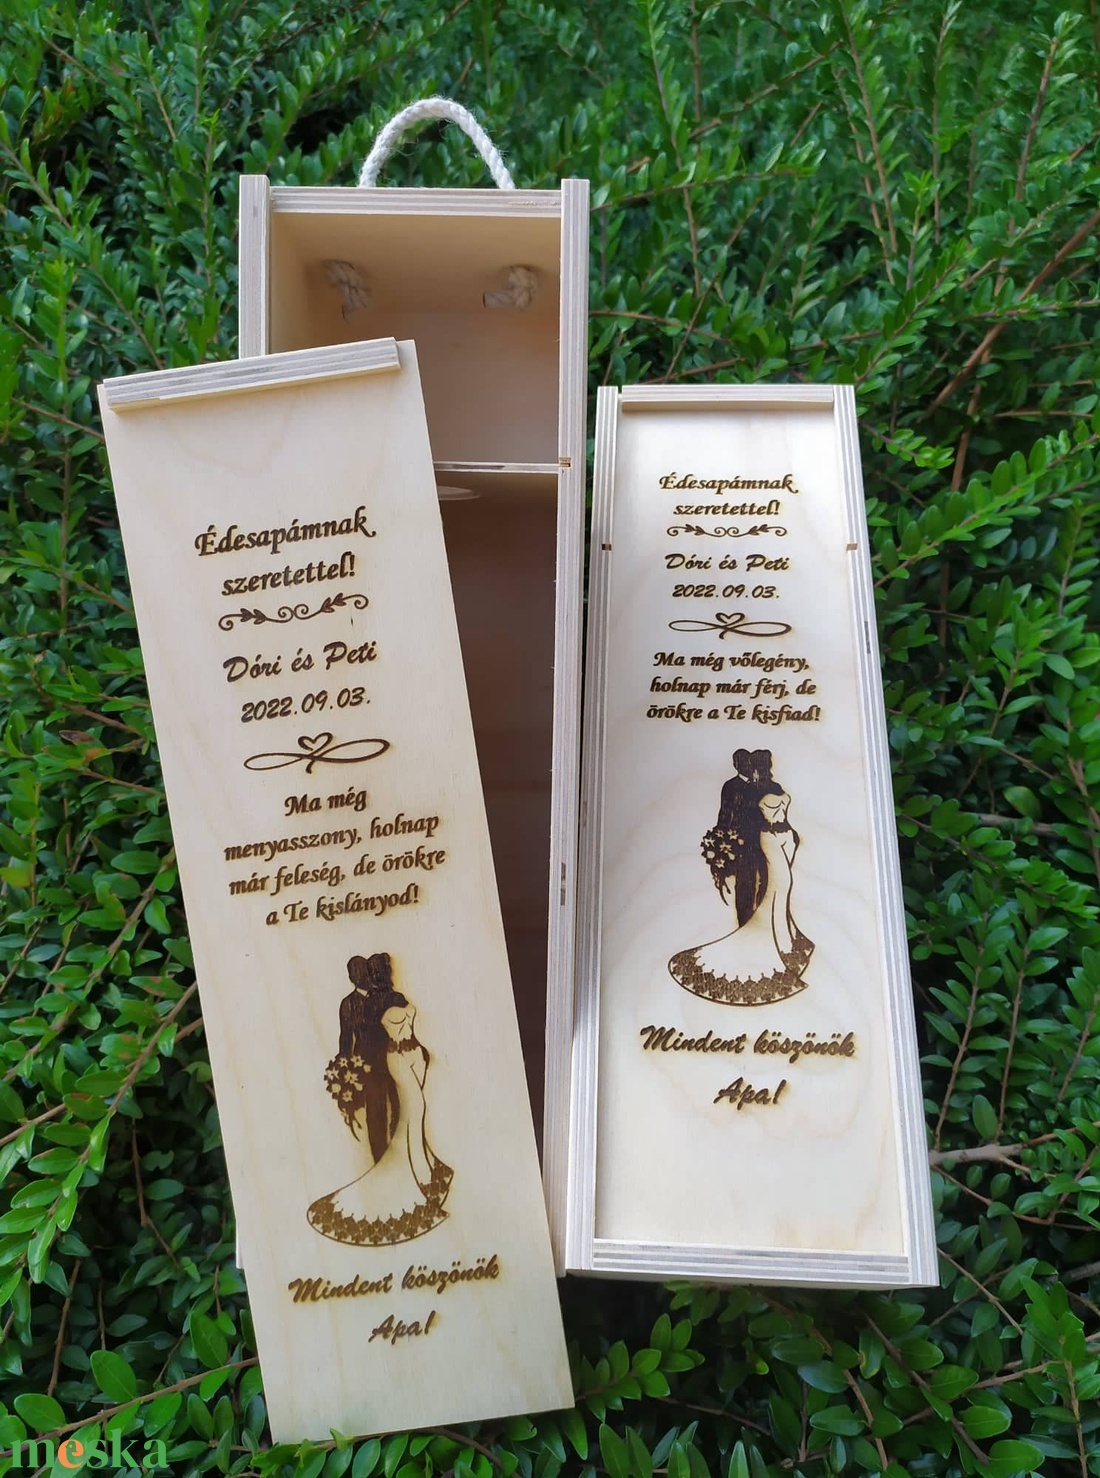 Édesapámnak
szeretettel!
Dóri és Peti
2022.09.03.
Ma még
menyasszony, holnap
már feleség, de örökre
a Te kislányod!
Mindent köszönök
Apa!
Édesapámnak
szeretettel!
Dóri és Peti
2022.09.03.
Ma még vőlegény,
holnap már férj, de
örökre a Te kisfiad!
Mindent köszönök
Apa!
meska